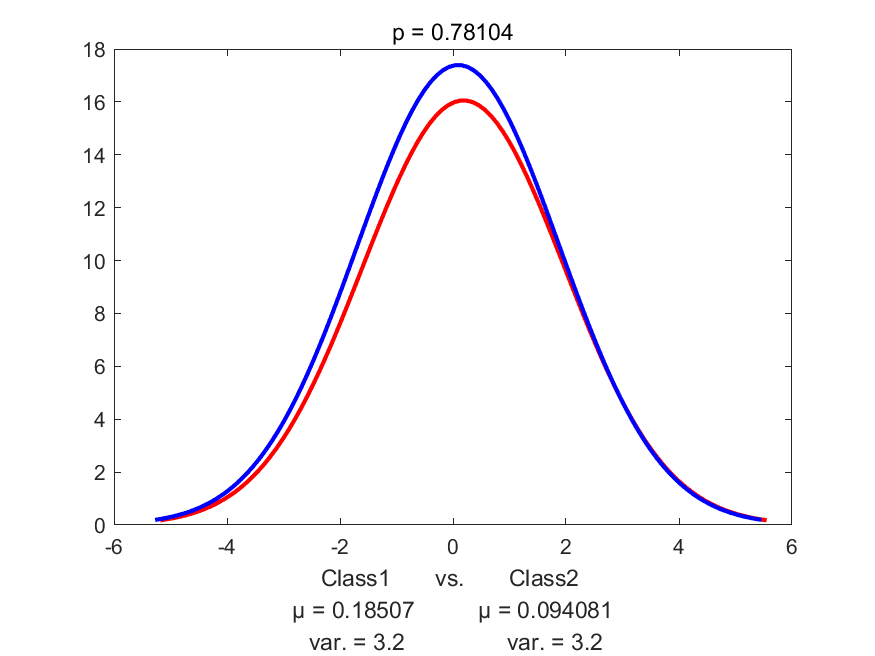 p = 0.78104
18
16
14
12
10
8
6
4
2
0
-6 -4 -2 0 2 4 6
Class1 vs. Class2
μ = 0.18507 μ = 0.094081
var. = 3.2 var. = 3.2